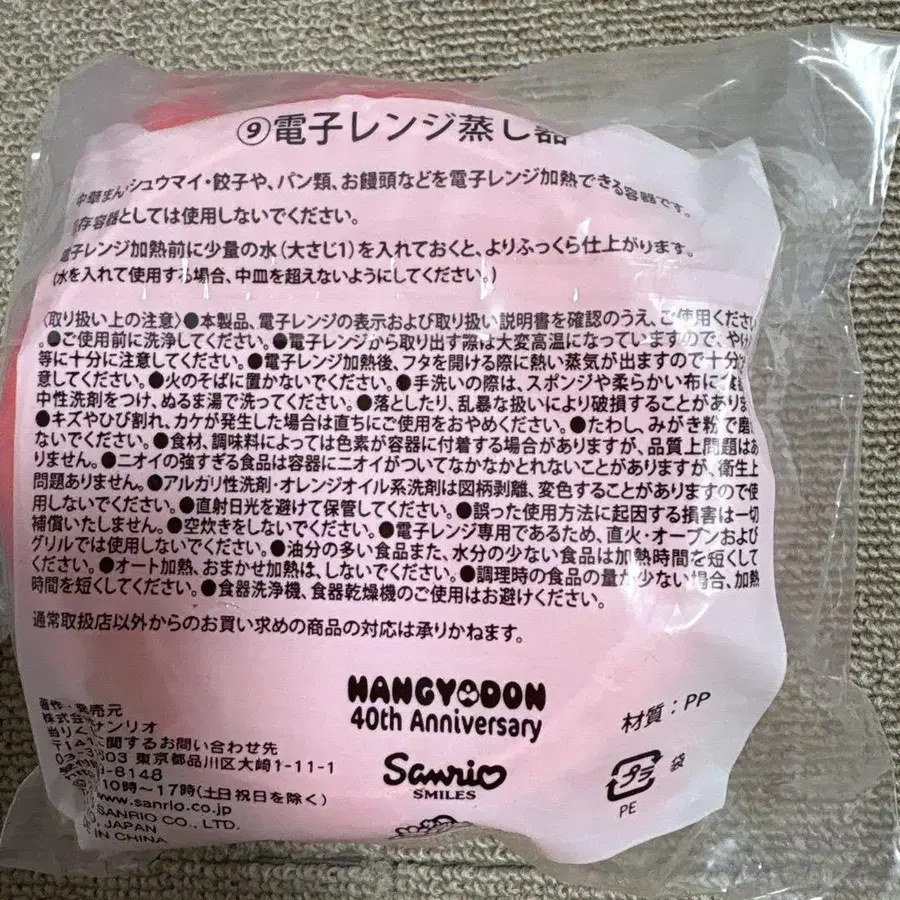 ⑨電子レンジ蒸し器
中華まん・シュウマイ・餃子や、パン類、お饅頭などを電子レンジ加熱できる容器です。
存容器としては使用しないでください。
電子レンジ加熱前に少量の水(大さじ1)を入れておくと、よりふっくら仕上がります。
(水を入れて使用する場合、中皿を超えないようにしてください。)
〈取り扱い上の注意〉●本製品、電子レンジの表示および取り扱い説明書を確認のうえ、ご使用ください
●ご使用前に洗浄してください。●電子レンジから取り出す際は大変高温になっていますので、やけ
等に十分に注意してください。●電子レンジ加熱後、フタを開ける際に熱い蒸気が出ますので十分
意してください。●火のそばに置かないでください。●手洗いの際は、スポンジや柔らかい布に
中性洗剤をつけ、ぬるま湯で洗ってください。●落としたり、乱暴な扱いにより破損することがありま
●キズやひび割れ、カケが発生した場合は直ちにご使用をおやめください。●たわし、みがき粉で磨
ないでください。●食材、調味料によっては色素が容器に付着する場合がありますが、品質上問題はあ
りません。●ニオイの強すぎる食品は容器にニオイがついてなかなかとれないことがありますが、衛生上
問題ありません。●アルカリ性洗剤・オレンジオイル系洗剤は図柄剥離、変色することがありますので使
用しないでください。●直射日光を避けて保管してください。●誤った使用方法に起因する損害は一切
補償いたしません。●空炊きをしないでください。●電子レンジ専用であるため、直火・オーブンおよび
グリルでは使用しないでください。●油分の多い食品また、水分の少ない食品は加熱時間を短くして
ください。●オート加熱、おまかせ加熱は、しないでください。●調理時の食品の量が少ない場合、加熱
時間を短くしてください。●食器洗浄機、食器乾燥機のご使用はお避けください。
通常取扱店以外からのお買い求めの商品の対応は承りかねます。
HANGYODON
40th Anniversary
材質：PP
著作・発売元
株式会社サンリオ
当りくじに関するお問い合わせ先
603 東京都品川区大崎1-11-1
-8148
10時〜17時(土日祝日を除く)
www.sanrio.co.jp
SANRIO CO., LTD.
JAPAN
IN CHINA
Sanrio
SMILES
プラ
袋
PE